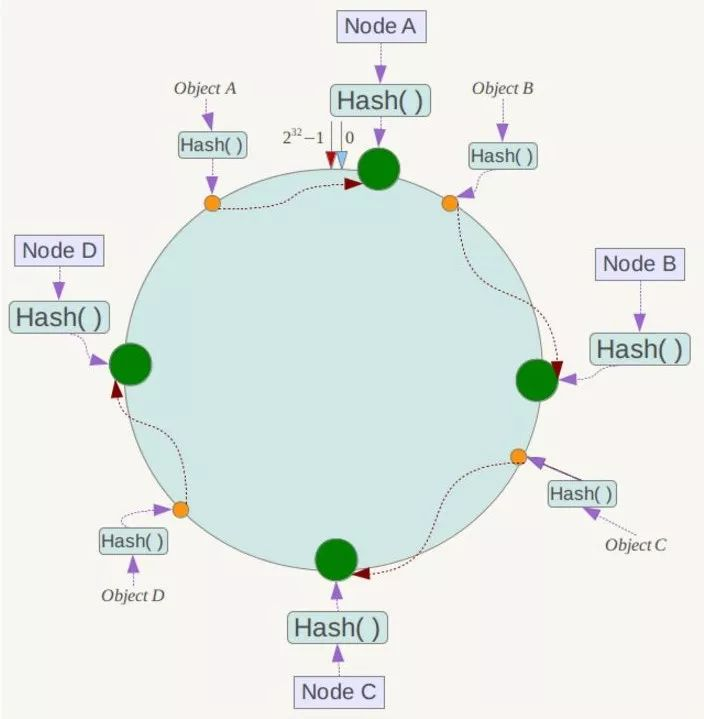 Node A
Object A
Hash( )
Object B
2³²−1
0
Hash( )
Hash( )
Node D
Node B
Hash( )
Hash( )
Hash( )
Hash( )
Object C
Object D
Hash( )
Node C